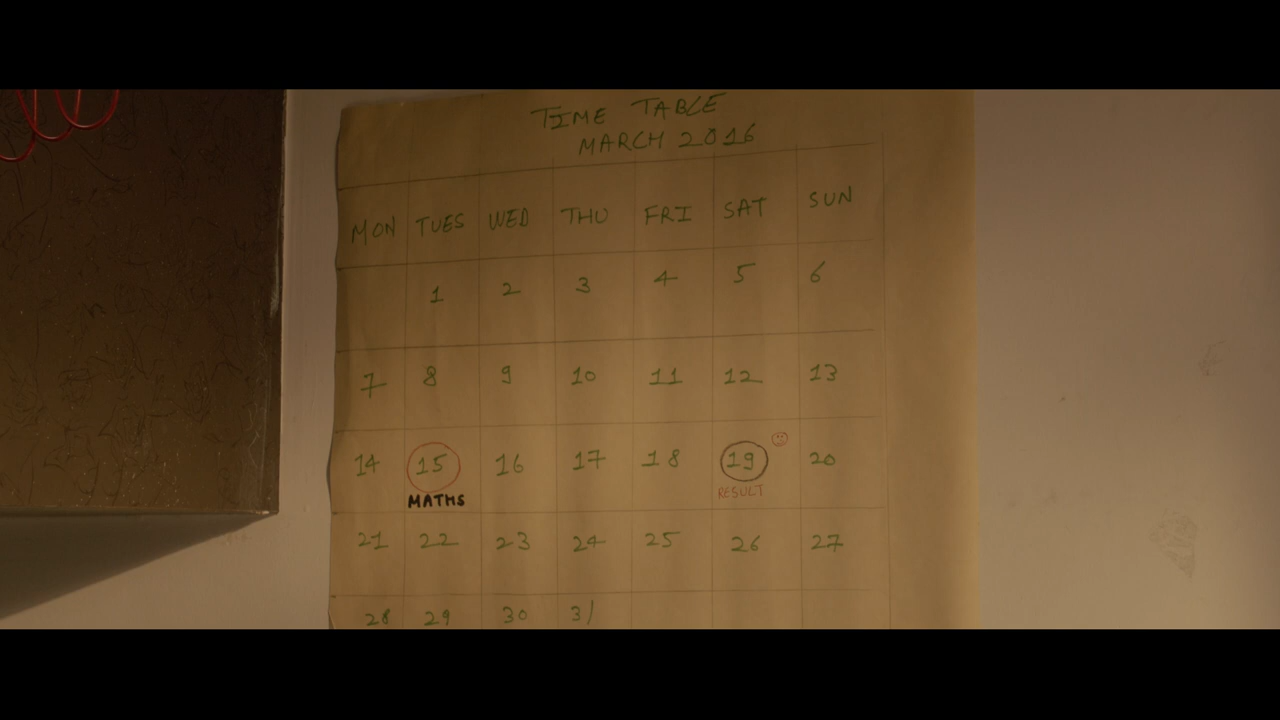 TIME TABLE
MARCH 2016
MON TUES WED THU FRI SAT SUN
1 2 3 4 5 6
7 8 9 10 11 12 13
14 15 16 17 18 19 20
MATHS RESULT
21 22 23 24 25 26 27
28 29 30 31